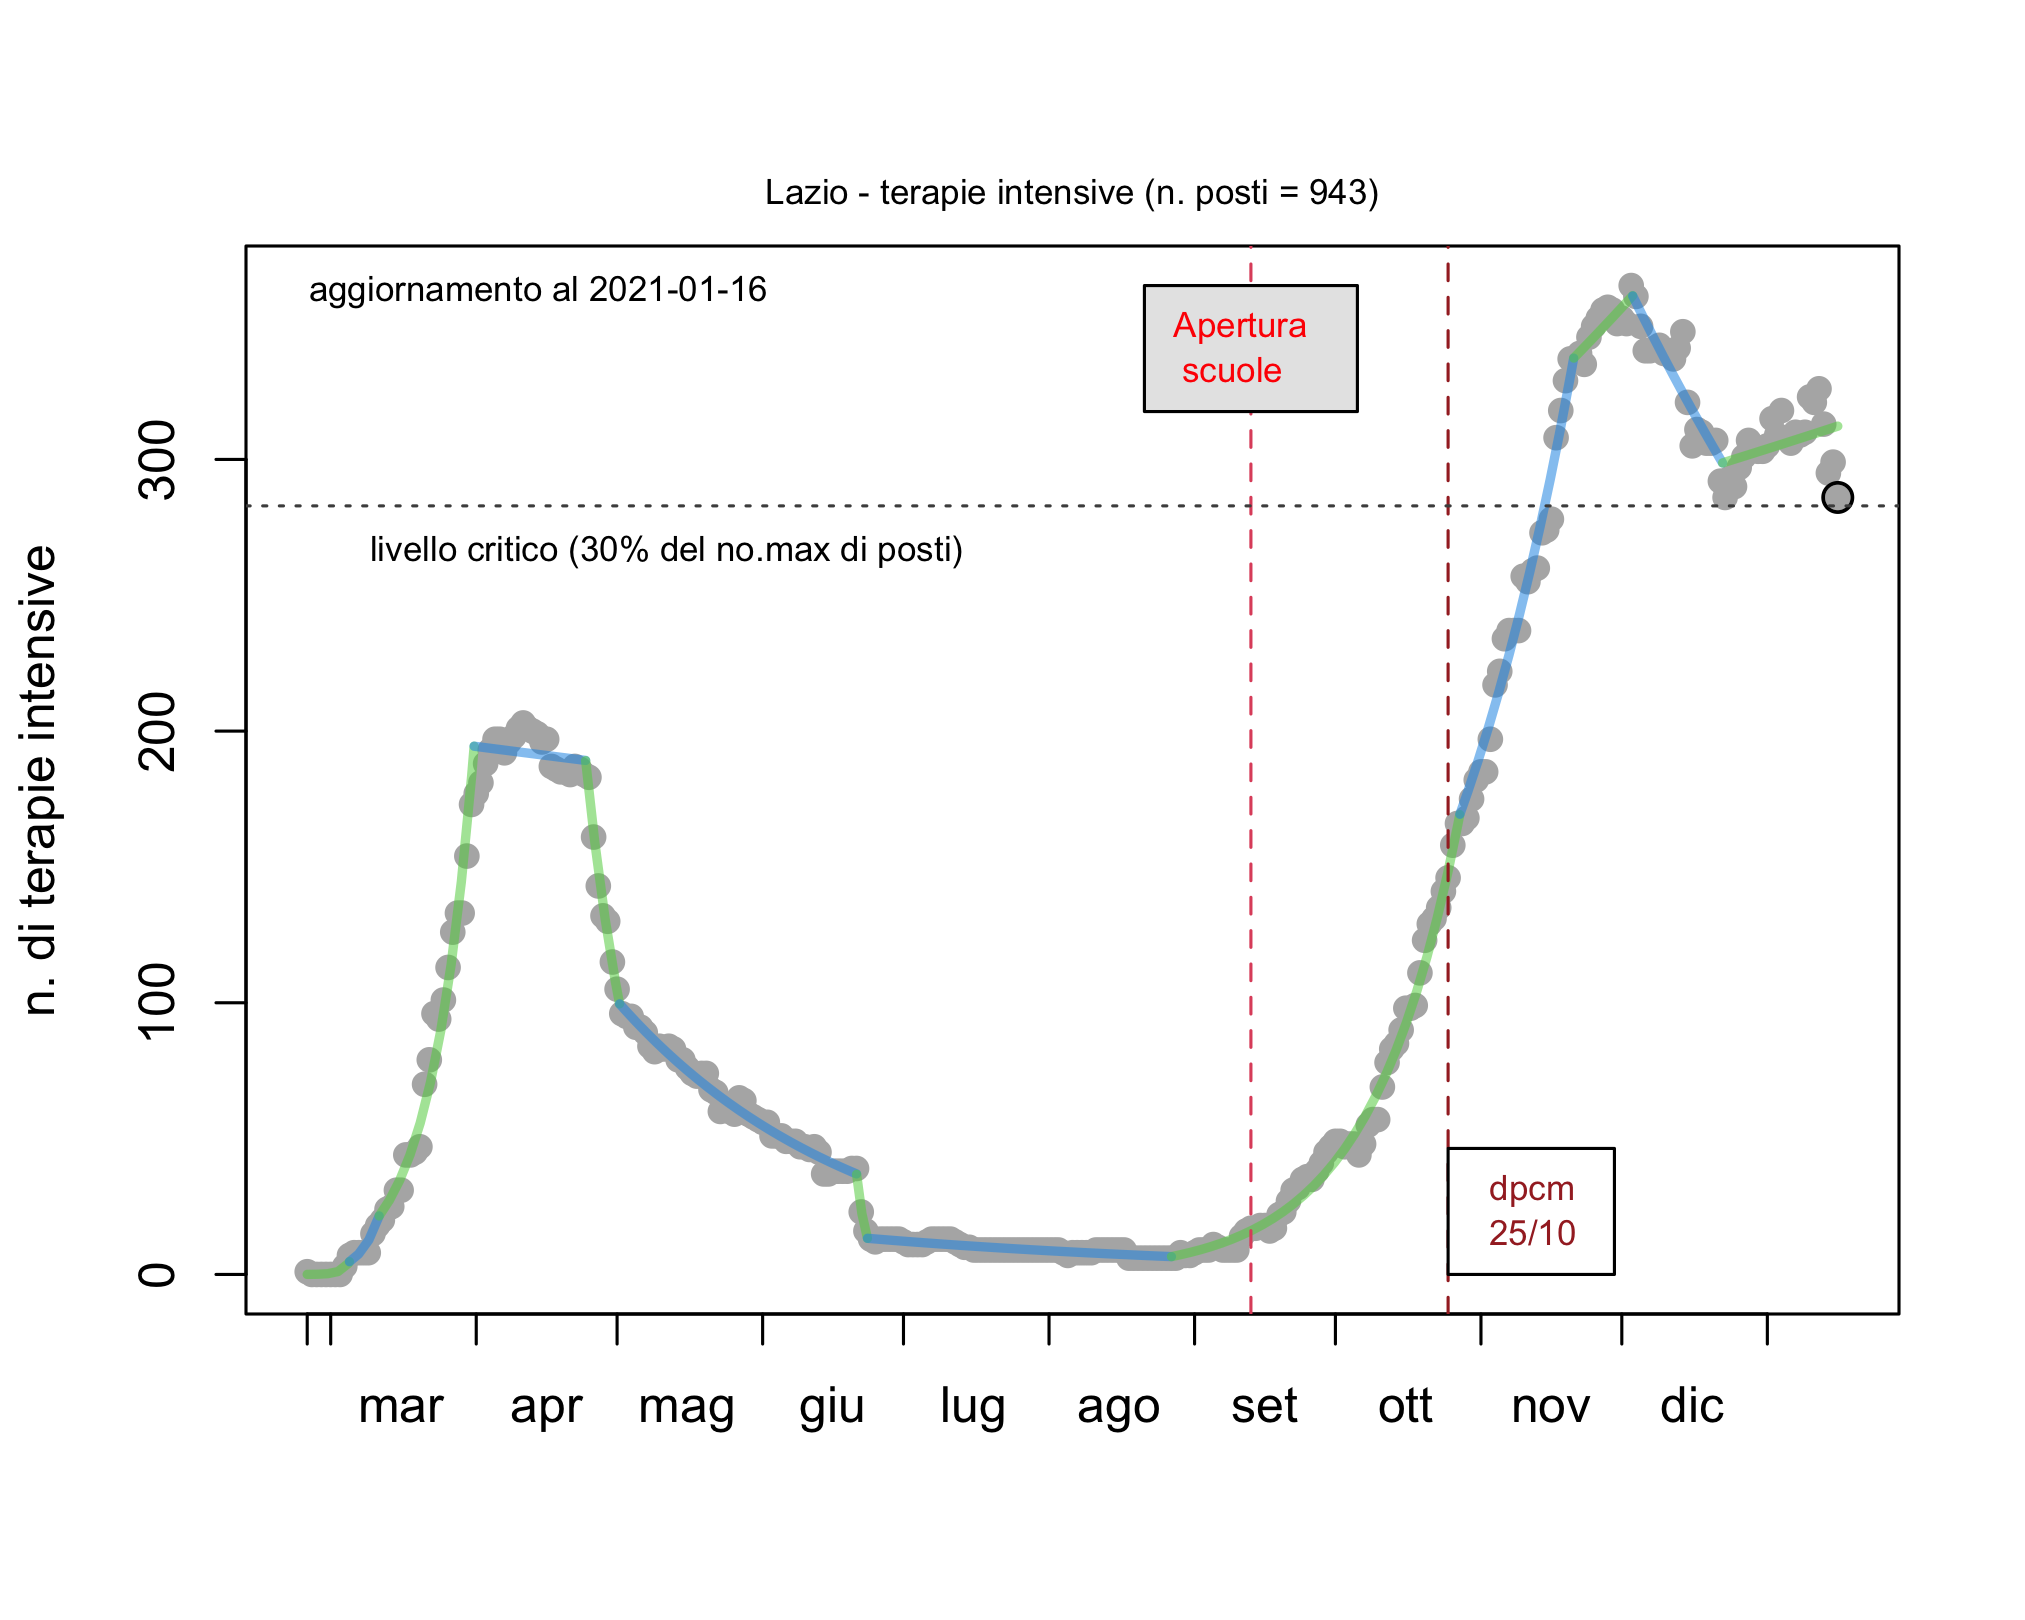 Lazio - terapie intensive (n. posti = 943)
aggiornamento al 2021-01-16
Apertura
scuole
livello critico (30% del no.max di posti)
dpcm
25/10
n. di terapie intensive
300
200
100
0
mar apr mag giu lug ago set ott nov dic